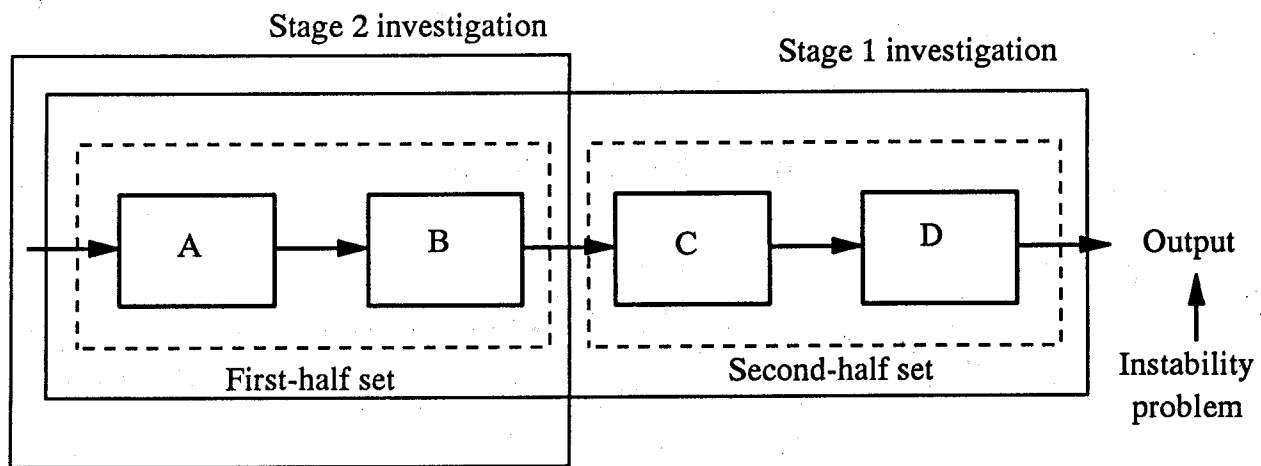 Stage 2 investigation
Stage 1 investigation
A
B
C
D
Output
First-half set
Second-half set
Instability
problem